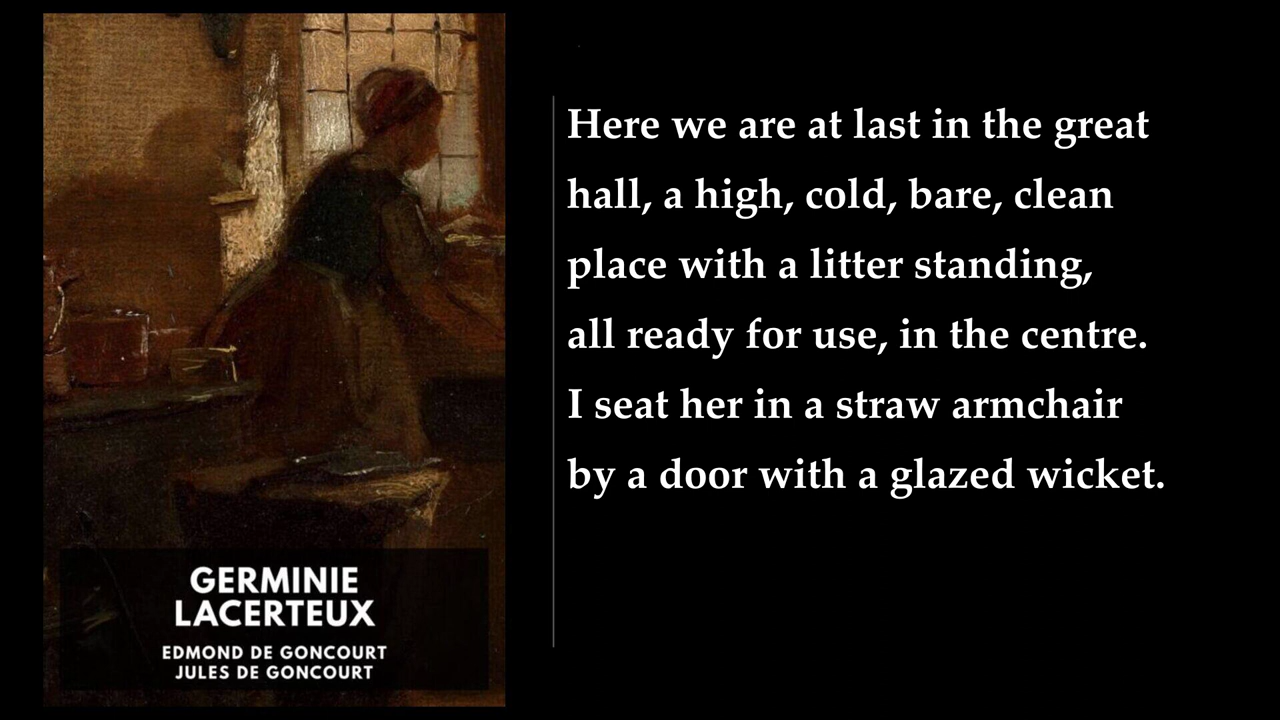 Here we are at last in the great
hall, a high, cold, bare, clean
place with a litter standing,
all ready for use, in the centre.
I seat her in a straw armchair
by a door with a glazed wicket.
GERMINIE
LACERTEUX
EDMOND DE GONCOURT
JULES DE GONCOURT